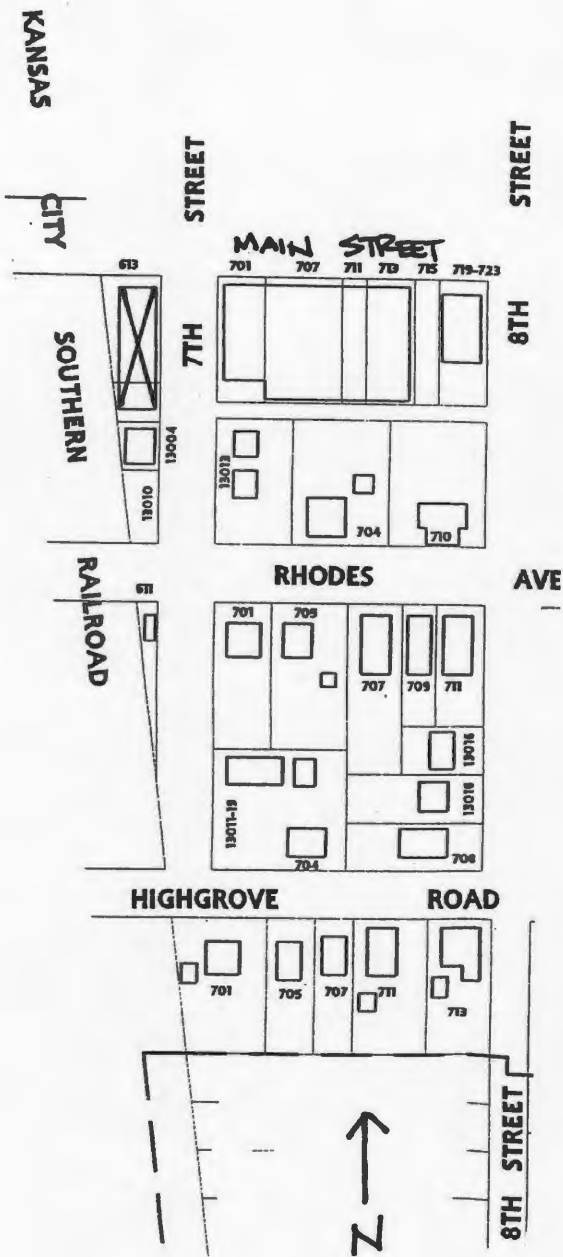 KANSAS
CITY
SOUTHERN
RAILROAD
STREET
7TH
STREET
8TH
MAIN STREET
613
701
707
711
713
715
719-723
13004
13010
13013
704
710
RHODES AVE
611
701
705
707
709
711
13016
13016
13011-19
704
708
HIGHGROVE ROAD
701
705
707
711
713
8TH STREET
N